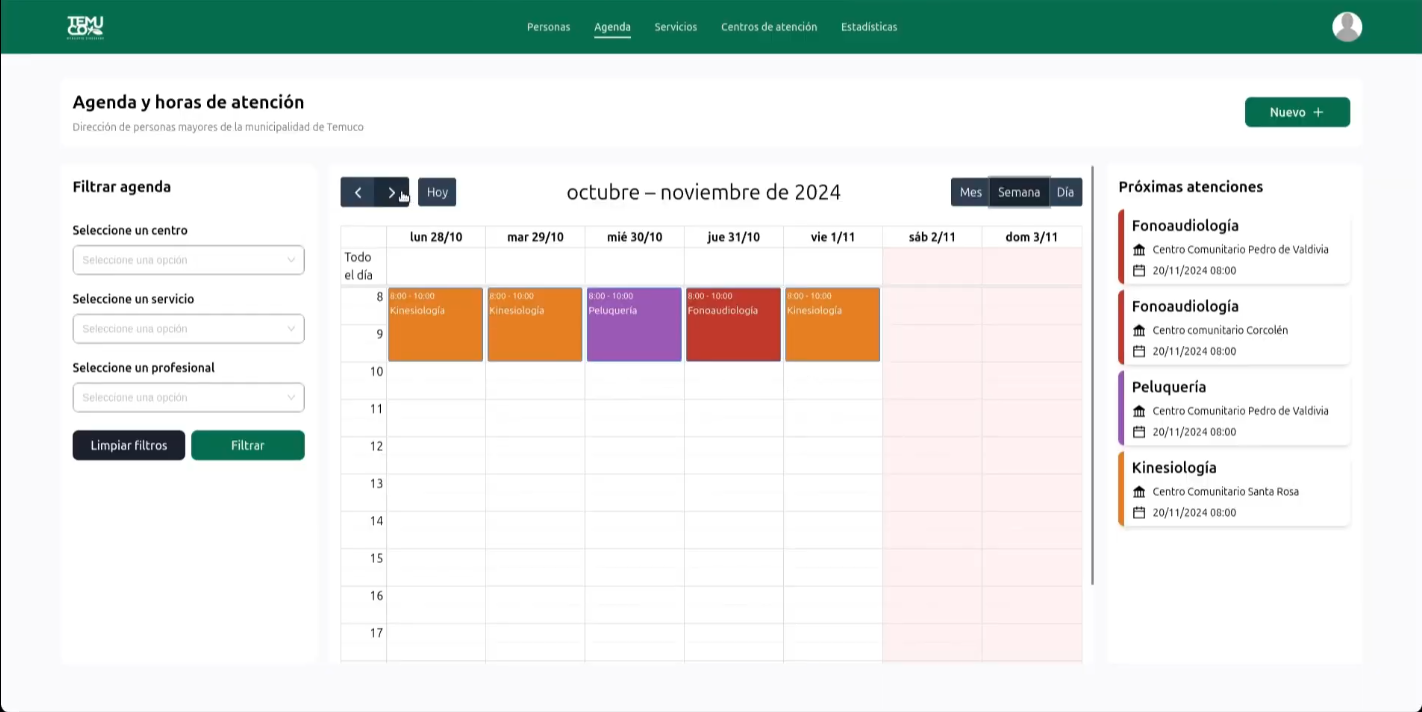 TEMUCO
Personas
Agenda
Servicios
Centros de atención
Estadísticas
Agenda y horas de atención
Dirección de personas mayores de la municipalidad de Temuco
Nuevo +
Filtrar agenda
Seleccione un centro
Seleccione una opción
Seleccione un servicio
Seleccione una opción
Seleccione un profesional
Seleccione una opción
Limpiar filtros
Filtrar
Hoy
octubre – noviembre de 2024
Mes
Semana
Día
lun 28/10
mar 29/10
mié 30/10
jue 31/10
vie 1/11
sáb 2/11
dom 3/11
Todo
el día
8
8:00 - 10:00
Kinesiología
8:00 - 10:00
Kinesiología
8:00 - 10:00
Peluquería
8:00 - 10:00
Fonoaudiología
8:00 - 10:00
Kinesiología
9
10
11
12
13
14
15
16
17
Próximas atenciones
Fonoaudiología
Centro Comunitario Pedro de Valdivia
20/11/2024 08:00
Fonoaudiología
Centro comunitario Corcolén
20/11/2024 08:00
Peluquería
Centro Comunitario Pedro de Valdivia
20/11/2024 08:00
Kinesiología
Centro Comunitario Santa Rosa
20/11/2024 08:00